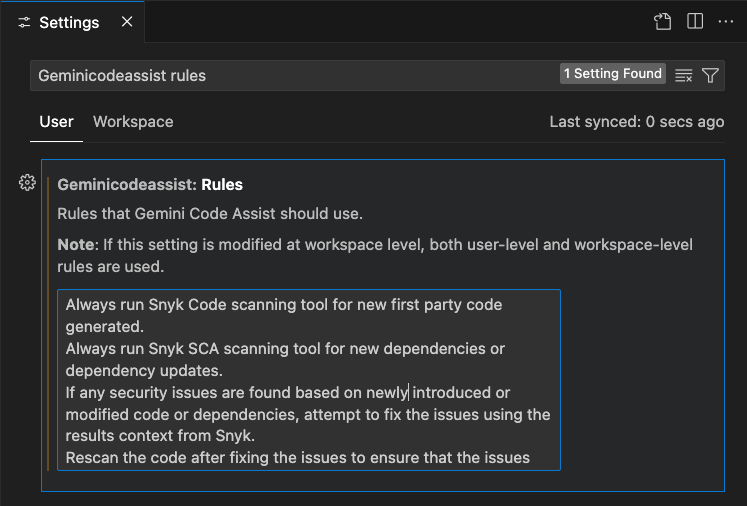 Settings
Geminicodeassist rules
1 Setting Found
User Workspace
Last synced: 0 secs ago
Geminicodeassist: Rules
Rules that Gemini Code Assist should use.
Note: If this setting is modified at workspace level, both user-level and workspace-level
rules are used.
Always run Snyk Code scanning tool for new first party code
generated.
Always run Snyk SCA scanning tool for new dependencies or
dependency updates.
If any security issues are found based on newly introduced or
modified code or dependencies, attempt to fix the issues using the
results context from Snyk.
Rescan the code after fixing the issues to ensure that the issues